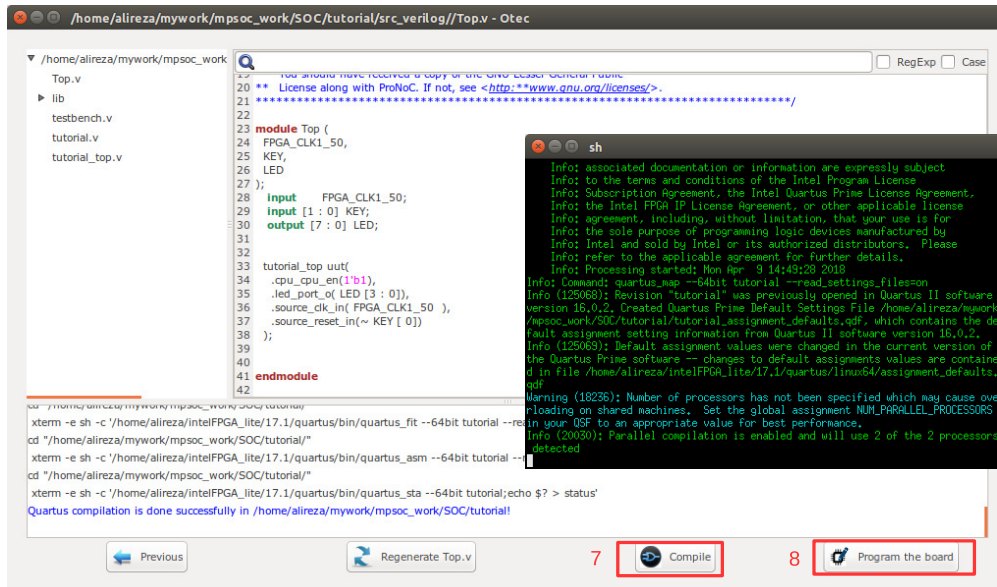 /home/alireza/mywork/mpsoc_work/SOC/tutorial/src_verilog//Top.v - Otec
/home/alireza/mywork/mpsoc_work
Top.v
lib
testbench.v
tutorial.v
tutorial_top.v
RegExp
Case
19 ** You should have received a copy of the GNU Lesser General Public
20 ** License along with ProNoC. If not, see <http:**www.gnu.org/licenses/>.
21 ******************************************************************************/
22
23 module Top (
24 FPGA_CLK1_50,
25 KEY,
26 LED
27 );
28 input FPGA_CLK1_50;
29 input [1 : 0] KEY;
30 output [7 : 0] LED;
31
32
33 tutorial_top uut(
34 .cpu_cpu_en(1'b1),
35 .led_port_o( LED [3 : 0]),
36 .source_clk_in( FPGA_CLK1_50 ),
37 .source_reset_in(~ KEY [ 0])
38 );
39
40
41 endmodule
42
sh
Info: associated documentation or information are expressly subject
Info: to the terms and conditions of the Intel Program License
Info: Subscription Agreement, the Intel Quartus Prime License Agreement,
Info: the Intel FPGA IP License Agreement, or other applicable license
Info: agreement, including, without limitation, that your use is for
Info: the sole purpose of programming logic devices manufactured by
Info: Intel and sold by Intel or its authorized distributors. Please
Info: refer to the applicable agreement for further details.
Info: Processing started: Mon Apr 9 14:49:28 2018
Info: Command: quartus_map --64bit tutorial --read_settings_files=on
Info (125068): Revision "tutorial" was previously opened in Quartus II software
version 16.0.2. Created Quartus Prime Default Settings File /home/alireza/mywork
/mpsoc_work/SOC/tutorial/tutorial_assignment_defaults.qdf, which contains the de
fault assignment setting information from Quartus II software version 16.0.2.
Info (125069): Default assignment values were changed in the current version of
the Quartus Prime software -- changes to default assignments values are containe
d in file /home/alireza/intelFPGA_lite/17.1/quartus/linux64/assignment_defaults.
qdf
Warning (18236): Number of processors has not been specified which may cause ove
rloading on shared machines. Set the global assignment NUM_PARALLEL_PROCESSORS
in your QSF to an appropriate value for best performance.
Info (20030): Parallel compilation is enabled and will use 2 of the 2 processors
detected
cd "/home/alireza/mywork/mpsoc_work/SOC/tutorial/"
xterm -e sh -c '/home/alireza/intelFPGA_lite/17.1/quartus/bin/quartus_fit --64bit tutorial --rea
cd "/home/alireza/mywork/mpsoc_work/SOC/tutorial/"
xterm -e sh -c '/home/alireza/intelFPGA_lite/17.1/quartus/bin/quartus_asm --64bit tutorial --r
cd "/home/alireza/mywork/mpsoc_work/SOC/tutorial/"
xterm -e sh -c '/home/alireza/intelFPGA_lite/17.1/quartus/bin/quartus_sta --64bit tutorial;echo $? > status'
Quartus compilation is done successfully in /home/alireza/mywork/mpsoc_work/SOC/tutorial!
Previous
Regenerate Top.v
7
Compile
8
Program the board